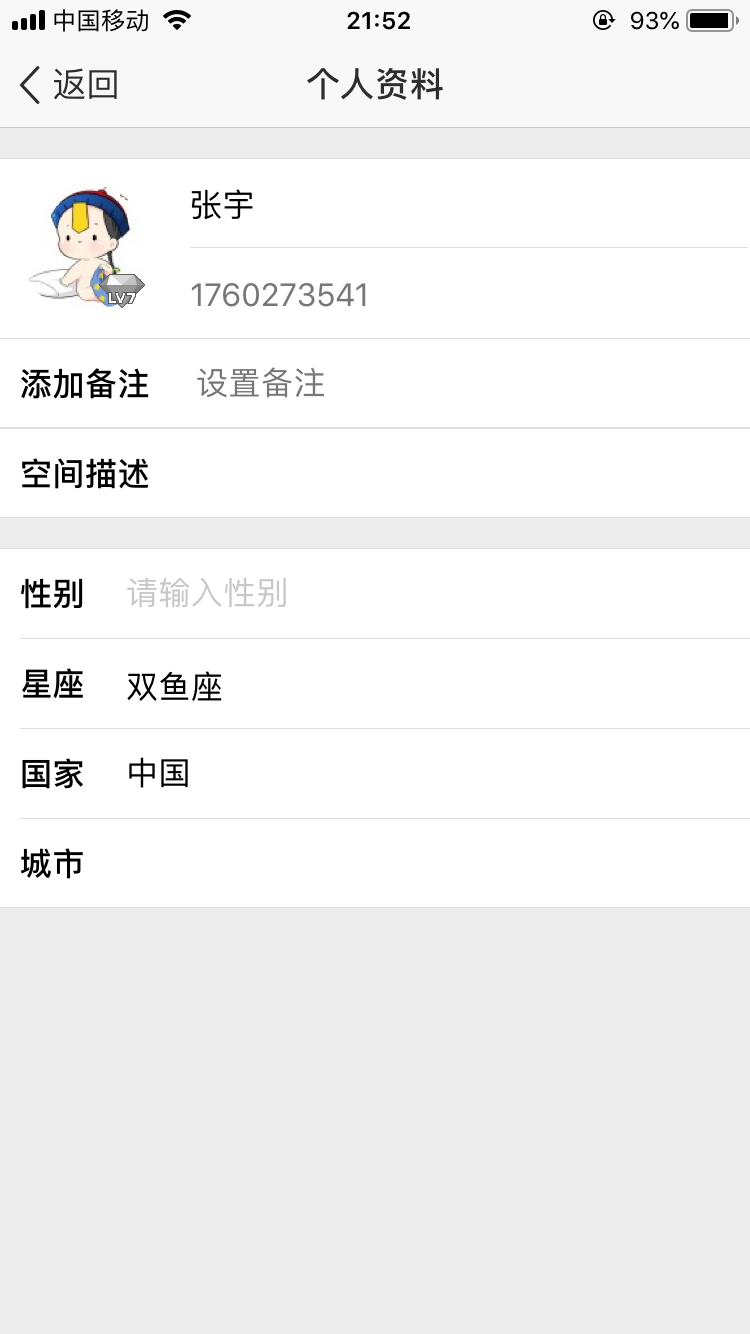 中国移动 21:52 93%
返回 个人资料
张宇
LV7
1760273541
添加备注 设置备注
空间描述
性别 请输入性别
星座 双鱼座
国家 中国
城市